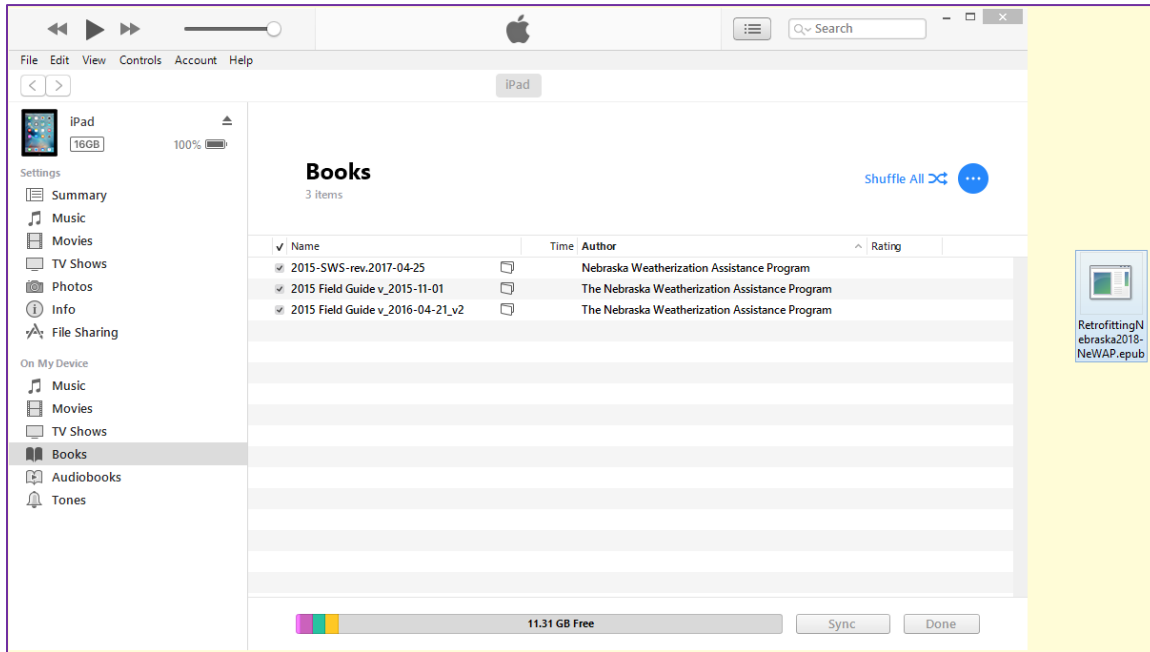 Search
File Edit View Controls Account Help
iPad
iPad
16GB 100%
Settings
Summary
Music
Movies
TV Shows
Photos
Info
File Sharing
On My Device
Music
Movies
TV Shows
Books
Audiobooks
Tones
Books
3 items
Shuffle All
Name Time Author Rating
2015-SWS-rev.2017-04-25 Nebraska Weatherization Assistance Program
2015 Field Guide v_2015-11-01 The Nebraska Weatherization Assistance Program
2015 Field Guide v_2016-04-21_v2 The Nebraska Weatherization Assistance Program
11.31 GB Free
Sync Done
RetrofittingN
ebraska2018-
NeWAP.epub